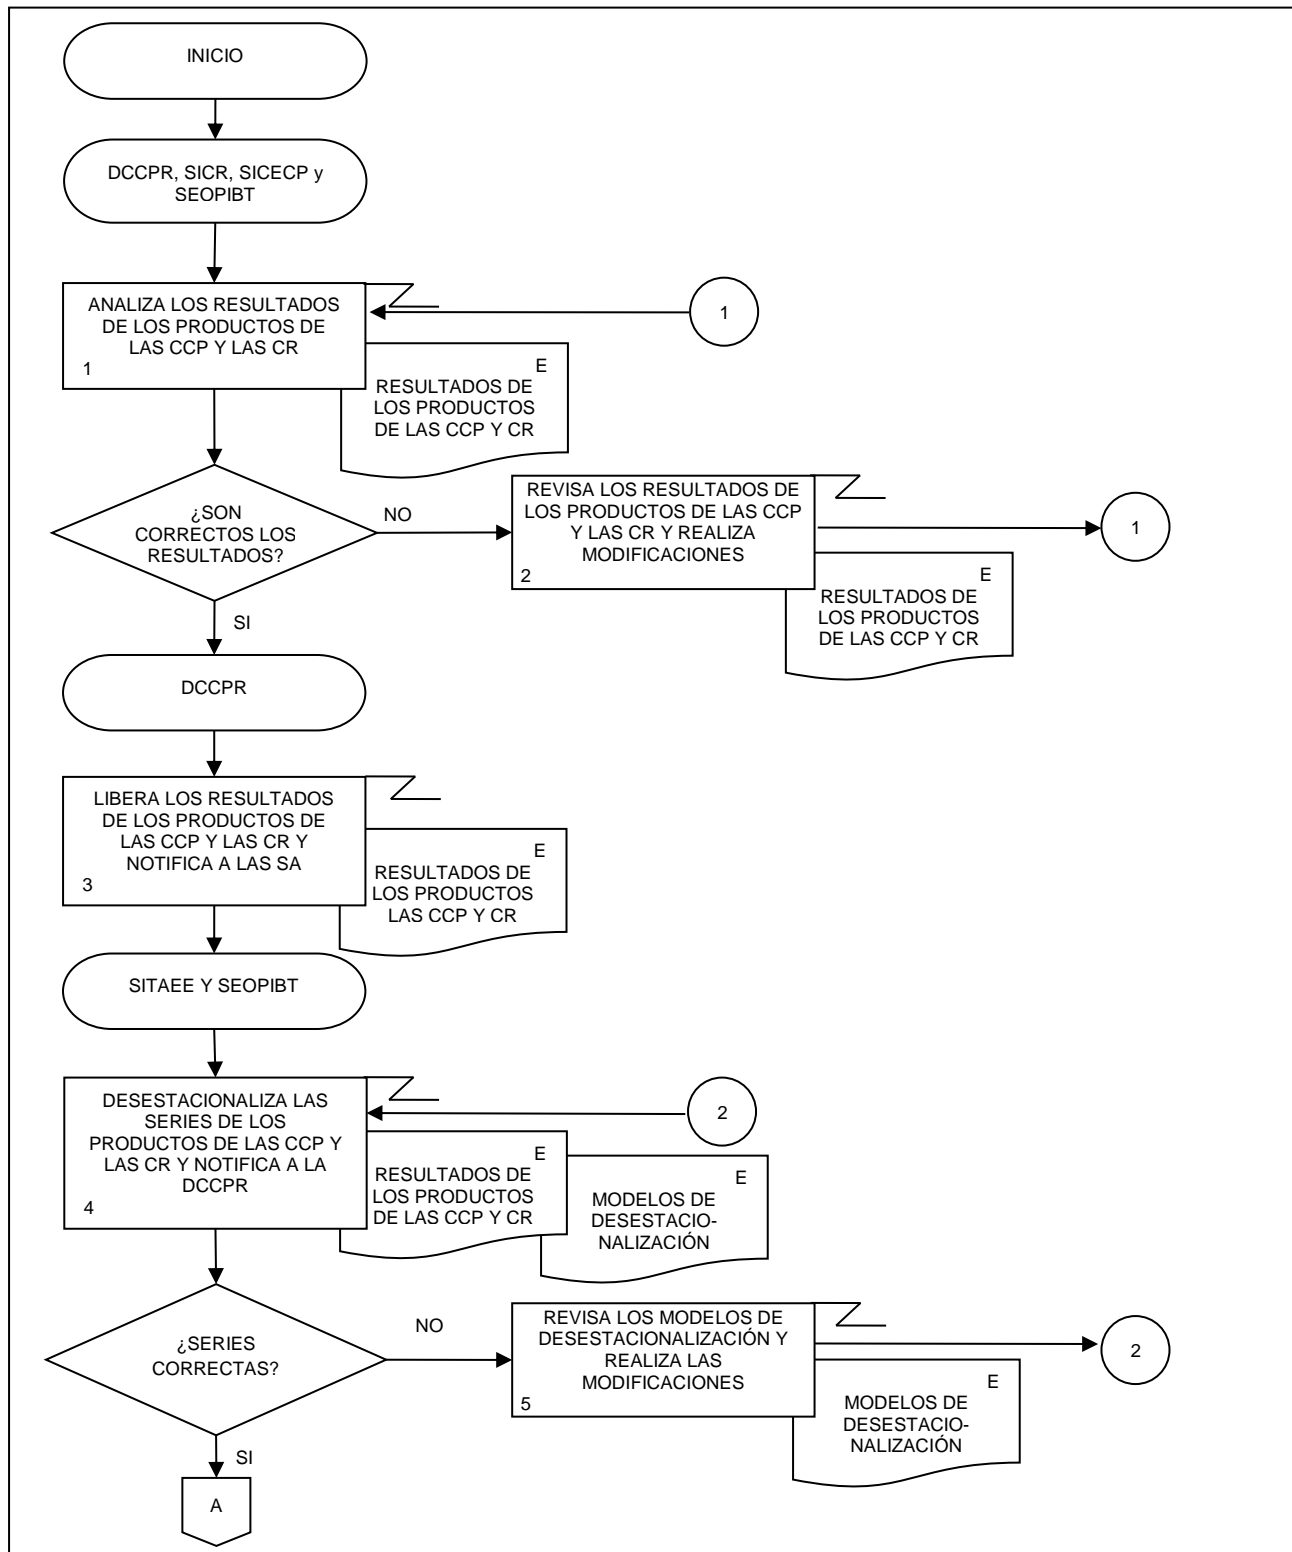 INICIO
DCCPR, SICR, SICECP y
SEOPIBT
ANALIZA LOS RESULTADOS
DE LOS PRODUCTOS DE
LAS CCP Y LAS CR
1
1
E
RESULTADOS DE
LOS PRODUCTOS
DE LAS CCP Y CR
¿SON
CORRECTOS LOS
RESULTADOS?
NO
REVISA LOS RESULTADOS DE
LOS PRODUCTOS DE LAS CCP
Y LAS CR Y REALIZA
MODIFICACIONES
2
1
E
RESULTADOS DE
LOS PRODUCTOS
DE LAS CCP Y CR
SI
DCCPR
LIBERA LOS RESULTADOS
DE LOS PRODUCTOS DE
LAS CCP Y LAS CR Y
NOTIFICA A LAS SA
3
E
RESULTADOS DE
LOS PRODUCTOS
LAS CCP Y CR
SITAEE Y SEOPIBT
DESESTACIONALIZA LAS
SERIES DE LOS
PRODUCTOS DE LAS CCP Y
LAS CR Y NOTIFICA A LA
DCCPR
4
2
E
RESULTADOS DE
LOS PRODUCTOS
DE LAS CCP Y CR
E
MODELOS DE
DESESTACIO-
NALIZACIÓN
¿SERIES
CORRECTAS?
NO
REVISA LOS MODELOS DE
DESESTACIONALIZACIÓN Y
REALIZA LAS
MODIFICACIONES
5
2
E
MODELOS DE
DESESTACIO-
NALIZACIÓN
SI
A